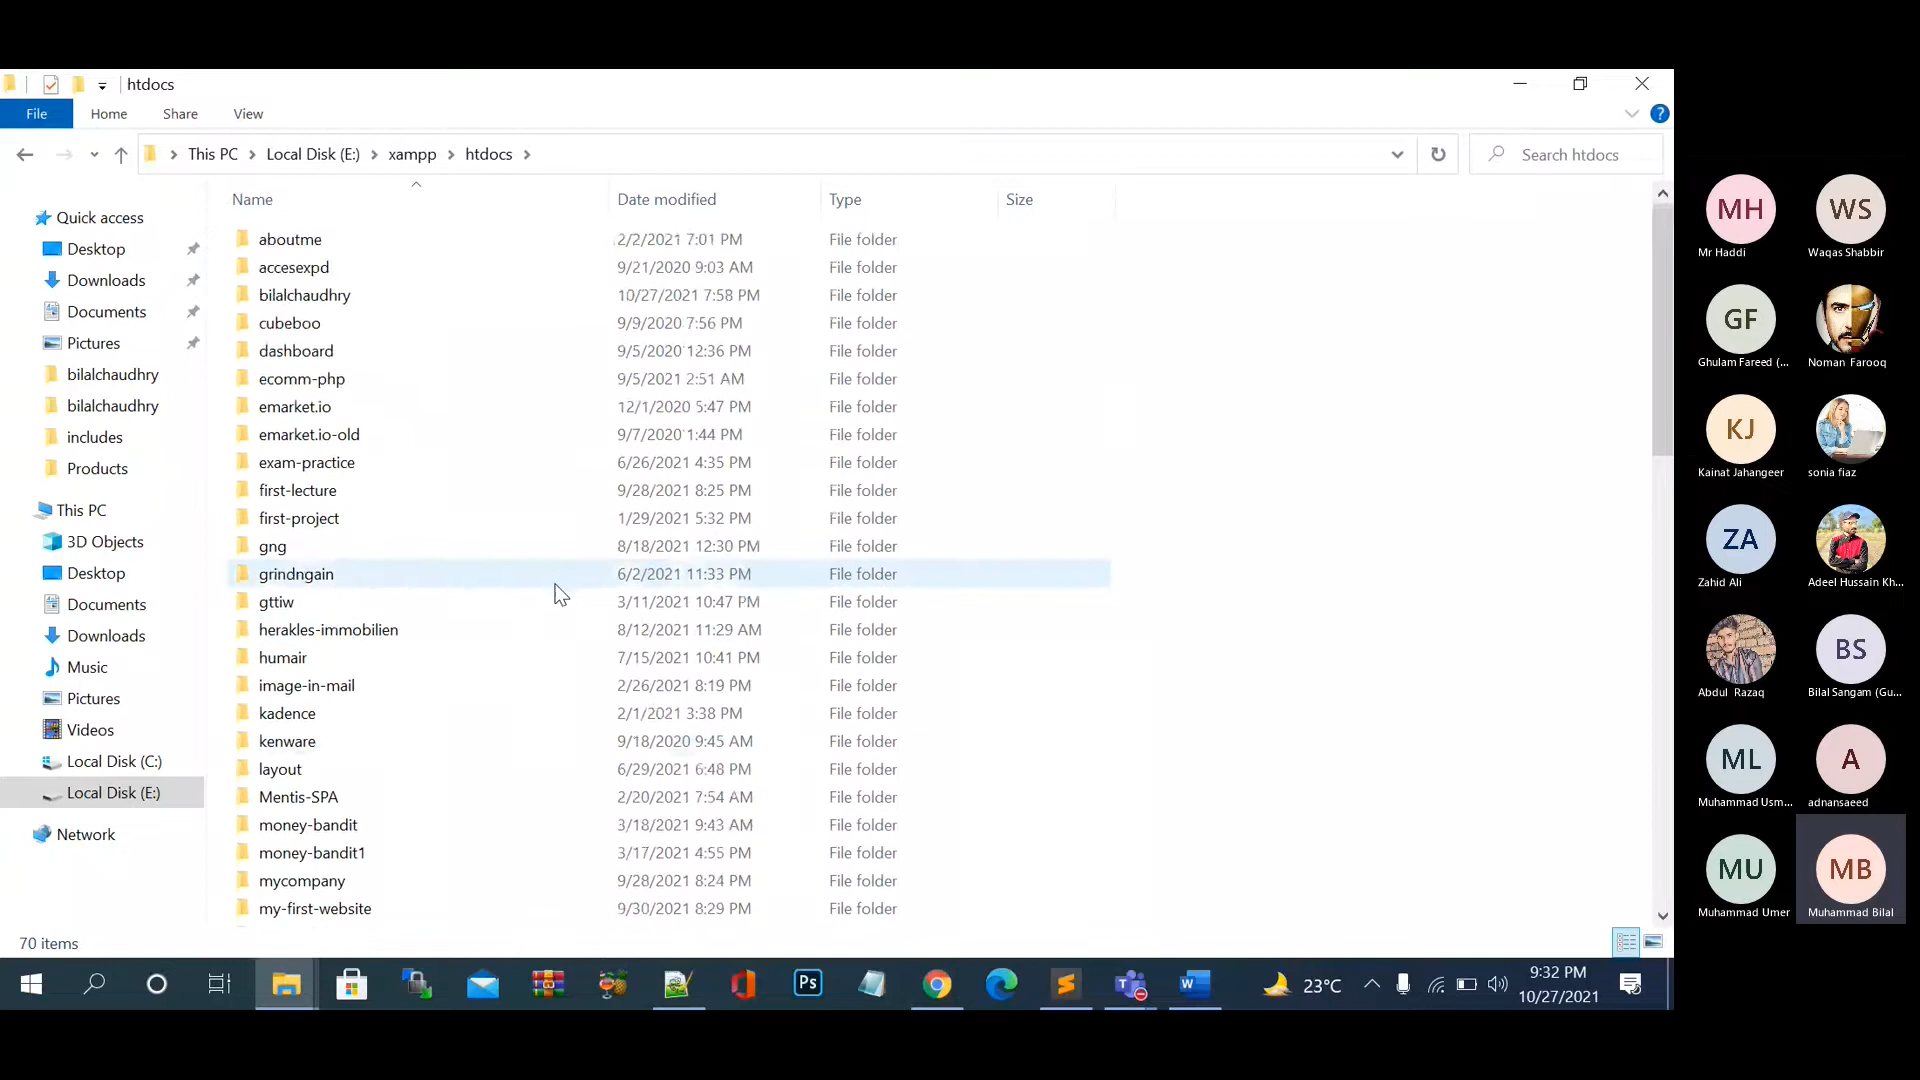 htdocs
File Home Share View
This PC Local Disk (E:) xampp htdocs
Search htdocs
Name Date modified Type Size
Quick access
Desktop
Downloads
Documents
Pictures
bilalchaudhry
bilalchaudhry
includes
Products
This PC
3D Objects
Desktop
Documents
Downloads
Music
Pictures
Videos
Local Disk (C:)
Local Disk (E:)
Network
aboutme 2/2/2021 7:01 PM File folder
accesexpd 9/21/2020 9:03 AM File folder
bilalchaudhry 10/27/2021 7:58 PM File folder
cubeboo 9/9/2020 7:56 PM File folder
dashboard 9/5/2020 12:36 PM File folder
ecomm-php 9/5/2021 2:51 AM File folder
emarket.io 12/1/2020 5:47 PM File folder
emarket.io-old 9/7/2020 1:44 PM File folder
exam-practice 6/26/2021 4:35 PM File folder
first-lecture 9/28/2021 8:25 PM File folder
first-project 1/29/2021 5:32 PM File folder
gng 8/18/2021 12:30 PM File folder
grindngain 6/2/2021 11:33 PM File folder
gttiw 3/11/2021 10:47 PM File folder
herakles-immobilien 8/12/2021 11:29 AM File folder
humair 7/15/2021 10:41 PM File folder
image-in-mail 2/26/2021 8:19 PM File folder
kadence 2/1/2021 3:38 PM File folder
kenware 9/18/2020 9:45 AM File folder
layout 6/29/2021 6:48 PM File folder
Mentis-SPA 2/20/2021 7:54 AM File folder
money-bandit 3/18/2021 9:43 AM File folder
money-bandit1 3/17/2021 4:55 PM File folder
mycompany 9/28/2021 8:24 PM File folder
my-first-website 9/30/2021 8:29 PM File folder
70 items
Ps
23°C
9:32 PM
10/27/2021
MH WS
Mr Haddi Waqas Shabbir
GF
Ghulam Fareed (... Noman Farooq
KJ
Kainat Jahangeer sonia fiaz
ZA
Zahid Ali Adeel Hussain Kh...
BS
Abdul Razaq Bilal Sangam (Gu...
ML A
Muhammad Usm... adnansaeed
MU MB
Muhammad Umer Muhammad Bilal